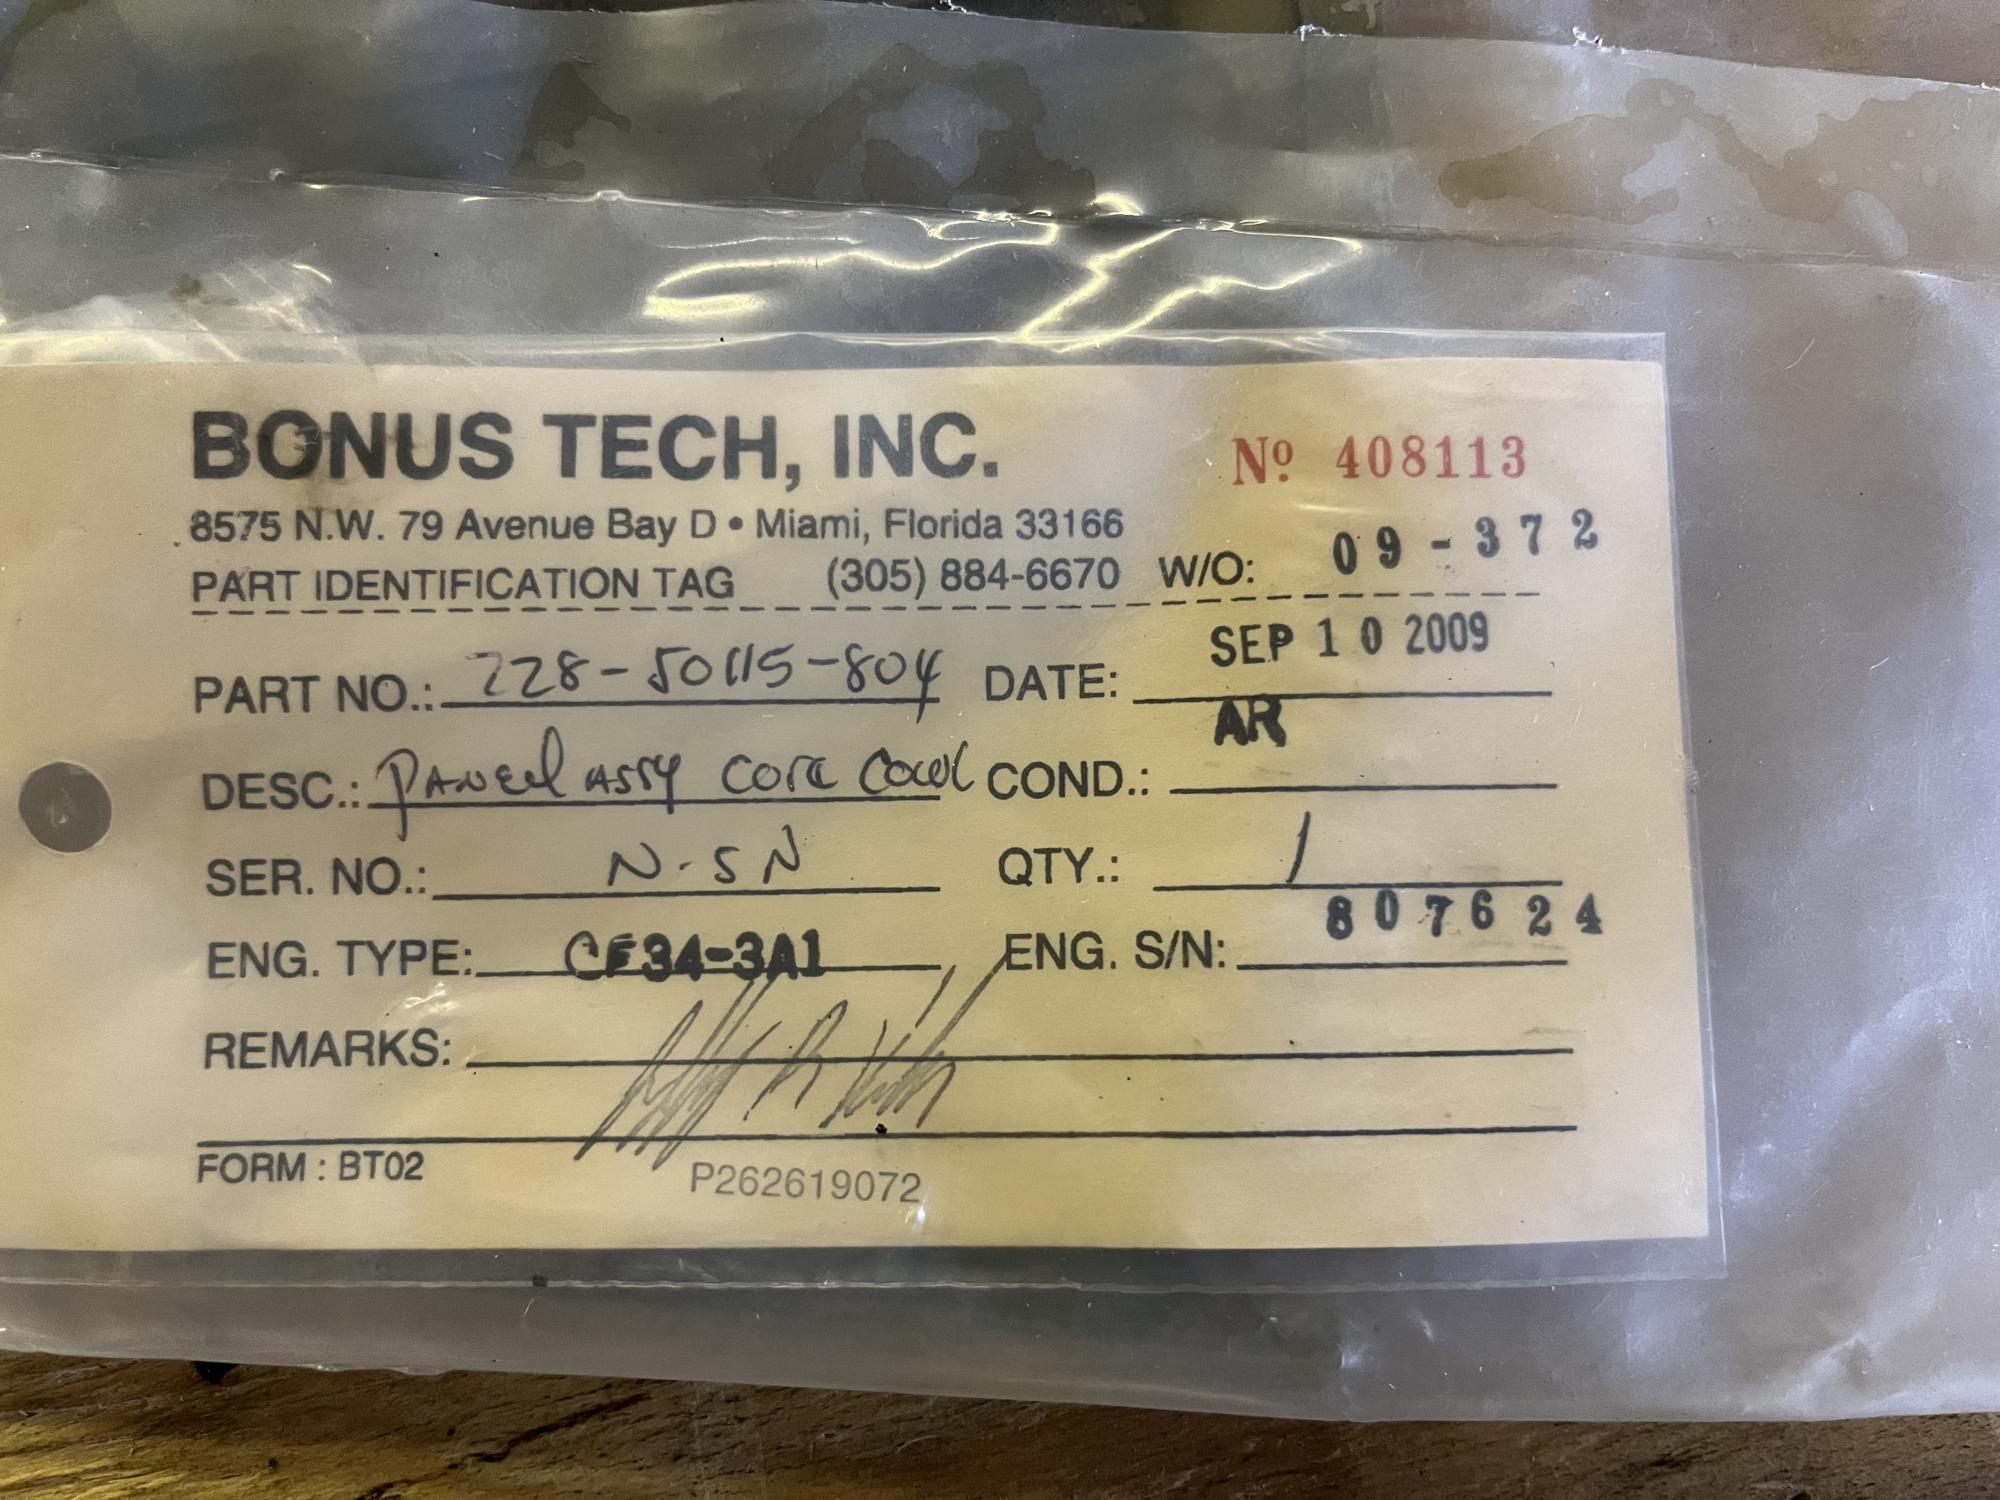 BONUS TECH, INC.
Nº 408113
8575 N.W. 79 Avenue Bay D • Miami, Florida 33166
PART IDENTIFICATION TAG (305) 884-6670 W/O: 09-372
PART NO.: 228-50115-804 DATE: SEP 10 2009
DESC.: PANEL ASSY CORE COWL COND.: AR
SER. NO.: N-SN QTY.: 1
ENG. TYPE: CF34-3A1 ENG. S/N: 807624
REMARKS:
FORM : BT02 P262619072